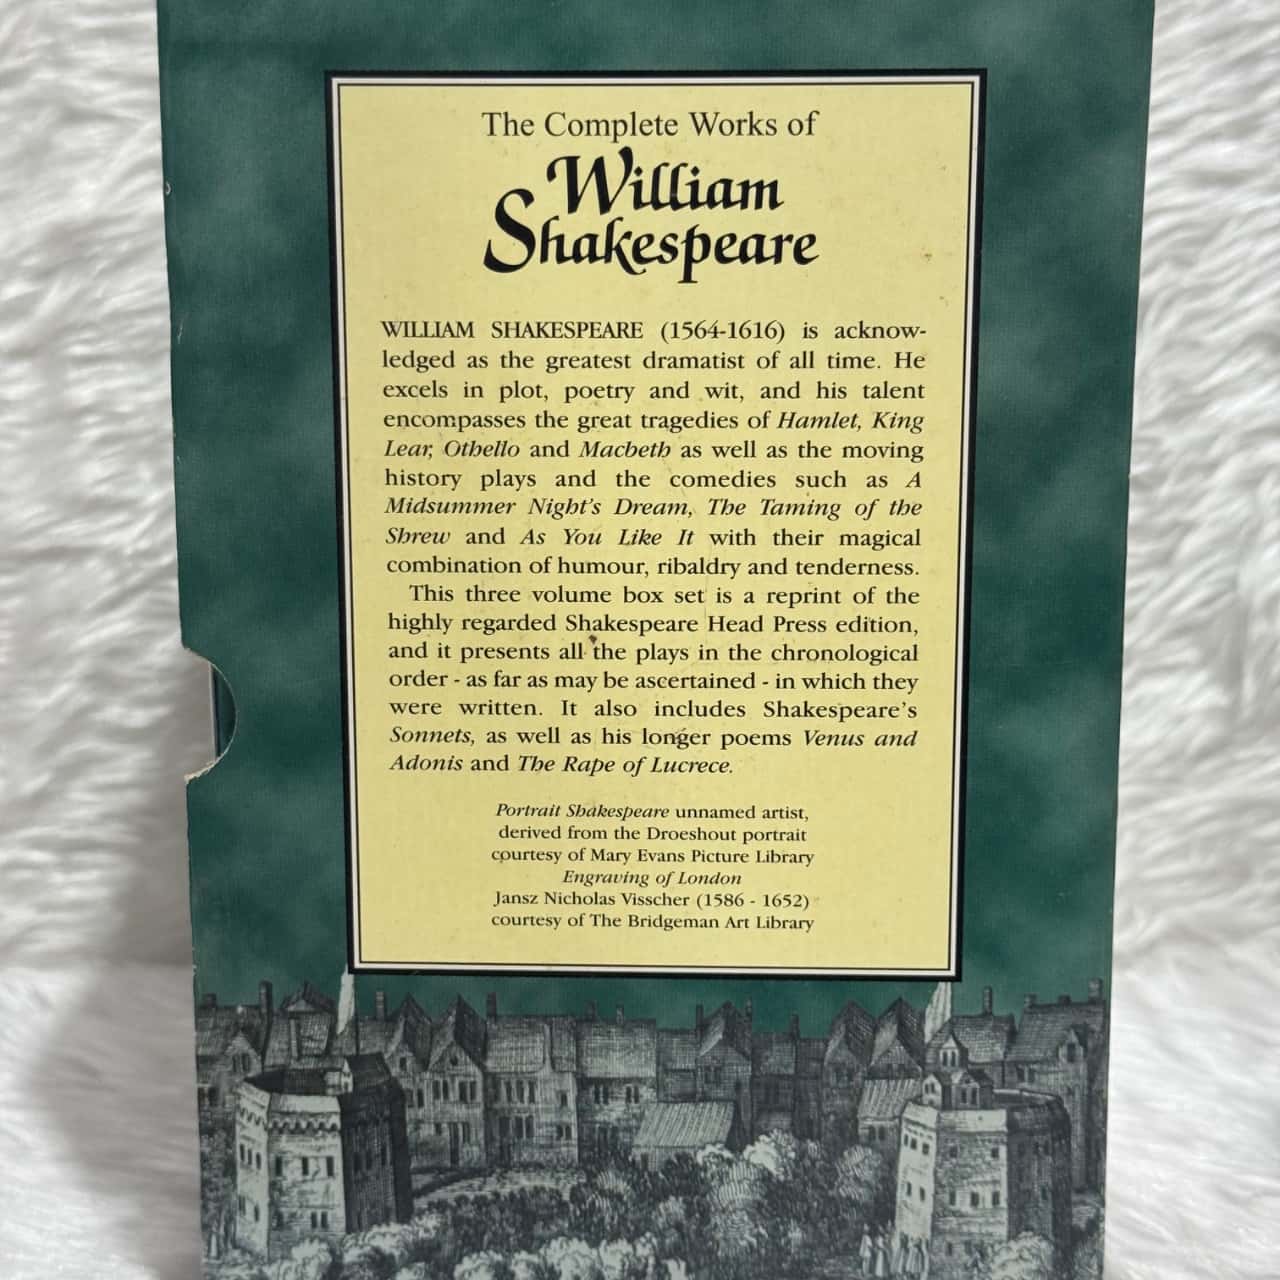 The Complete Works of
William
Shakespeare
WILLIAM SHAKESPEARE (1564-1616) is acknow-
ledged as the greatest dramatist of all time. He
excels in plot, poetry and wit, and his talent
encompasses the great tragedies of Hamlet, King
Lear, Othello and Macbeth as well as the moving
history plays and the comedies such as A
Midsummer Night's Dream, The Taming of the
Shrew and As You Like It with their magical
combination of humour, ribaldry and tenderness.
This three volume box set is a reprint of the
highly regarded Shakespeare Head Press edition,
and it presents all the plays in the chronological
order - as far as may be ascertained - in which they
were written. It also includes Shakespeare's
Sonnets, as well as his longer poems Venus and
Adonis and The Rape of Lucrece.
Portrait Shakespeare unnamed artist,
derived from the Droeshout portrait
courtesy of Mary Evans Picture Library
Engraving of London
Jansz Nicholas Visscher (1586 - 1652)
courtesy of The Bridgeman Art Library